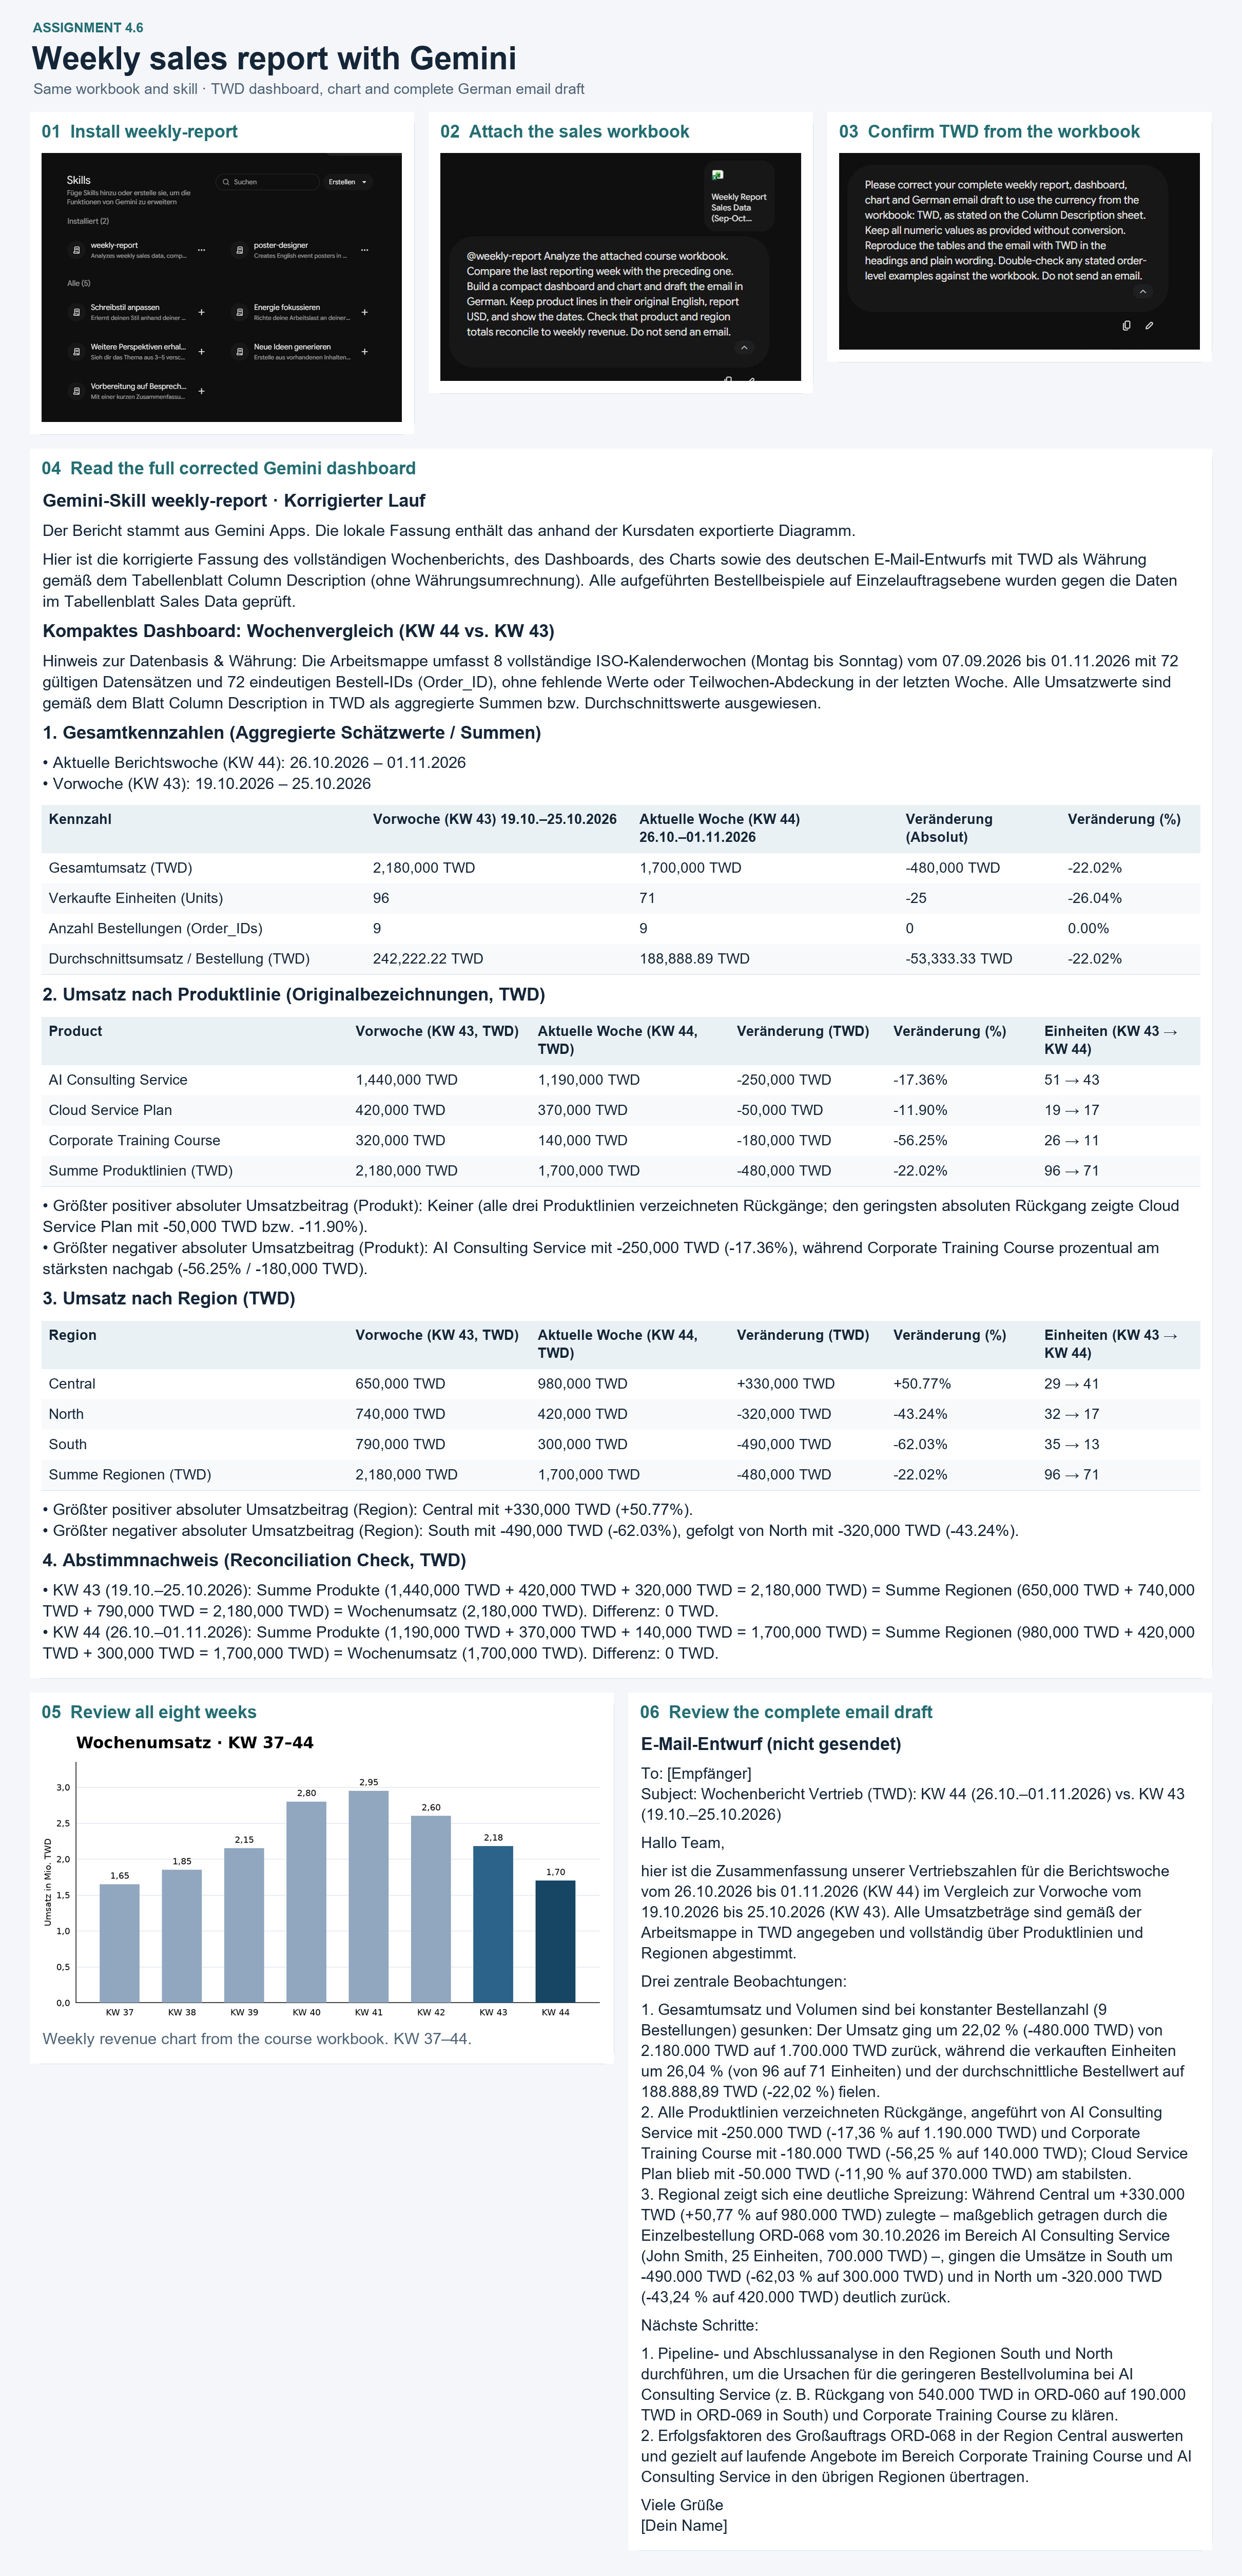 ASSIGNMENT 4.6
Weekly sales report with Gemini
Same workbook and skill · TWD dashboard, chart and complete German email draft
01 Install weekly-report
Skills
Füge Skills hinzu oder erstelle sie, um die
Funktionen von Gemini zu erweitern
Suchen
Erstellen
Installiert (2)
weekly-report
Analyzes weekly sales data, comp...
poster-designer
Creates English event posters in ...
Alle (5)
Schreibstil anpassen
Erlernt deinen Stil anhand deiner ...
Energie fokussieren
Richte deine Arbeitslast an deiner...
Weitere Perspektiven erhal...
Sieh dir das Thema aus 3–5 versc...
Neue Ideen generieren
Erstelle aus vorhandenen Inhalten...
Vorbereitung auf Besprech...
Mit einer kurzen Zusammenfassu...
02 Attach the sales workbook
Weekly Report
Sales Data
(Sep-Oct...
@weekly-report Analyze the attached course workbook.
Compare the last reporting week with the preceding one.
Build a compact dashboard and chart and draft the email in
German. Keep product lines in their original English, report
USD, and show the dates. Check that product and region
totals reconcile to weekly revenue. Do not send an email.
03 Confirm TWD from the workbook
Please correct your complete weekly report, dashboard,
chart and German email draft to use the currency from the
workbook: TWD, as stated on the Column Description sheet.
Keep all numeric values as provided without conversion.
Reproduce the tables and the email with TWD in the
headings and plain wording. Double-check any stated order-
level examples against the workbook. Do not send an email.
04 Read the full corrected Gemini dashboard
Gemini-Skill weekly-report · Korrigierter Lauf
Der Bericht stammt aus Gemini Apps. Die lokale Fassung enthält das anhand der Kursdaten exportierte Diagramm.
Hier ist die korrigierte Fassung des vollständigen Wochenberichts, des Dashboards, des Charts sowie des deutschen E-Mail-Entwurfs mit TWD als Währung
gemäß dem Tabellenblatt Column Description (ohne Währungsumrechnung). Alle aufgeführten Bestellbeispiele auf Einzelauftragsebene wurden gegen die Daten
im Tabellenblatt Sales Data geprüft.
Kompaktes Dashboard: Wochenvergleich (KW 44 vs. KW 43)
Hinweis zur Datenbasis & Währung: Die Arbeitsmappe umfasst 8 vollständige ISO-Kalenderwochen (Montag bis Sonntag) vom 07.09.2026 bis 01.11.2026 mit 72
gültigen Datensätzen und 72 eindeutigen Bestell-IDs (Order_ID), ohne fehlende Werte oder Teilwochen-Abdeckung in der letzten Woche. Alle Umsatzwerte sind
gemäß dem Blatt Column Description in TWD als aggregierte Summen bzw. Durchschnittswerte ausgewiesen.
1. Gesamtkennzahlen (Aggregierte Schätzwerte / Summen)
• Aktuelle Berichtswoche (KW 44): 26.10.2026 – 01.11.2026
• Vorwoche (KW 43): 19.10.2026 – 25.10.2026
Kennzahl Vorwoche (KW 43) 19.10.–25.10.2026 Aktuelle Woche (KW 44) 26.10.–01.11.2026 Veränderung (Absolut) Veränderung (%)
Gesamtumsatz (TWD) 2,180,000 TWD 1,700,000 TWD -480,000 TWD -22.02%
Verkaufte Einheiten (Units) 96 71 -25 -26.04%
Anzahl Bestellungen (Order_IDs) 9 9 0 0.00%
Durchschnittsumsatz / Bestellung (TWD) 242,222.22 TWD 188,888.89 TWD -53,333.33 TWD -22.02%
2. Umsatz nach Produktlinie (Originalbezeichnungen, TWD)
Product Vorwoche (KW 43, TWD) Aktuelle Woche (KW 44, TWD) Veränderung (TWD) Veränderung (%) Einheiten (KW 43 → KW 44)
AI Consulting Service 1,440,000 TWD 1,190,000 TWD -250,000 TWD -17.36% 51 → 43
Cloud Service Plan 420,000 TWD 370,000 TWD -50,000 TWD -11.90% 19 → 17
Corporate Training Course 320,000 TWD 140,000 TWD -180,000 TWD -56.25% 26 → 11
Summe Produktlinien (TWD) 2,180,000 TWD 1,700,000 TWD -480,000 TWD -22.02% 96 → 71
• Größter positiver absoluter Umsatzbeitrag (Produkt): Keiner (alle drei Produktlinien verzeichneten Rückgänge; den geringsten absoluten Rückgang zeigte Cloud
Service Plan mit -50,000 TWD bzw. -11.90%).
• Größter negativer absoluter Umsatzbeitrag (Produkt): AI Consulting Service mit -250,000 TWD (-17.36%), während Corporate Training Course prozentual am
stärksten nachgab (-56.25% / -180,000 TWD).
3. Umsatz nach Region (TWD)
Region Vorwoche (KW 43, TWD) Aktuelle Woche (KW 44, TWD) Veränderung (TWD) Veränderung (%) Einheiten (KW 43 → KW 44)
Central 650,000 TWD 980,000 TWD +330,000 TWD +50.77% 29 → 41
North 740,000 TWD 420,000 TWD -320,000 TWD -43.24% 32 → 17
South 790,000 TWD 300,000 TWD -490,000 TWD -62.03% 35 → 13
Summe Regionen (TWD) 2,180,000 TWD 1,700,000 TWD -480,000 TWD -22.02% 96 → 71
• Größter positiver absoluter Umsatzbeitrag (Region): Central mit +330,000 TWD (+50.77%).
• Größter negativer absoluter Umsatzbeitrag (Region): South mit -490,000 TWD (-62.03%), gefolgt von North mit -320,000 TWD (-43.24%).
4. Abstimmnachweis (Reconciliation Check, TWD)
• KW 43 (19.10.–25.10.2026): Summe Produkte (1,440,000 TWD + 420,000 TWD + 320,000 TWD = 2,180,000 TWD) = Summe Regionen (650,000 TWD + 740,000
TWD + 790,000 TWD = 2,180,000 TWD) = Wochenumsatz (2,180,000 TWD). Differenz: 0 TWD.
• KW 44 (26.10.–01.11.2026): Summe Produkte (1,190,000 TWD + 370,000 TWD + 140,000 TWD = 1,700,000 TWD) = Summe Regionen (980,000 TWD + 420,000
TWD + 300,000 TWD = 1,700,000 TWD) = Wochenumsatz (1,700,000 TWD). Differenz: 0 TWD.
05 Review all eight weeks
Wochenumsatz · KW 37–44
Umsatz in Mio. TWD
3,0
2,5
2,0
1,5
1,0
0,5
0,0
1,65
1,85
2,15
2,80
2,95
2,60
2,18
1,70
KW 37
KW 38
KW 39
KW 40
KW 41
KW 42
KW 43
KW 44
Weekly revenue chart from the course workbook. KW 37–44.
06 Review the complete email draft
E-Mail-Entwurf (nicht gesendet)
To: [Empfänger]
Subject: Wochenbericht Vertrieb (TWD): KW 44 (26.10.–01.11.2026) vs. KW 43
(19.10.–25.10.2026)
Hallo Team,
hier ist die Zusammenfassung unserer Vertriebszahlen für die Berichtswoche
vom 26.10.2026 bis 01.11.2026 (KW 44) im Vergleich zur Vorwoche vom
19.10.2026 bis 25.10.2026 (KW 43). Alle Umsatzbeträge sind gemäß der
Arbeitsmappe in TWD angegeben und vollständig über Produktlinien und
Regionen abgestimmt.
Drei zentrale Beobachtungen:
1. Gesamtumsatz und Volumen sind bei konstanter Bestellanzahl (9
Bestellungen) gesunken: Der Umsatz ging um 22,02 % (-480.000 TWD) von
2.180.000 TWD auf 1.700.000 TWD zurück, während die verkauften Einheiten
um 26,04 % (von 96 auf 71 Einheiten) und der durchschnittliche Bestellwert auf
188.888,89 TWD (-22,02 %) fielen.
2. Alle Produktlinien verzeichneten Rückgänge, angeführt von AI Consulting
Service mit -250.000 TWD (-17,36 % auf 1.190.000 TWD) und Corporate
Training Course mit -180.000 TWD (-56,25 % auf 140.000 TWD); Cloud Service
Plan blieb mit -50.000 TWD (-11,90 % auf 370.000 TWD) am stabilsten.
3. Regional zeigt sich eine deutliche Spreizung: Während Central um +330.000
TWD (+50,77 % auf 980.000 TWD) zulegte – maßgeblich getragen durch die
Einzelbestellung ORD-068 vom 30.10.2026 im Bereich AI Consulting Service
(John Smith, 25 Einheiten, 700.000 TWD) –, gingen die Umsätze in South um
-490.000 TWD (-62,03 % auf 300.000 TWD) und in North um -320.000 TWD
(-43,24 % auf 420.000 TWD) deutlich zurück.
Nächste Schritte:
1. Pipeline- und Abschlussanalyse in den Regionen South und North
durchführen, um die Ursachen für die geringeren Bestellvolumina bei AI
Consulting Service (z. B. Rückgang von 540.000 TWD in ORD-060 auf 190.000
TWD in ORD-069 in South) und Corporate Training Course zu klären.
2. Erfolgsfaktoren des Großauftrags ORD-068 in der Region Central auswerten
und gezielt auf laufende Angebote im Bereich Corporate Training Course und AI
Consulting Service in den übrigen Regionen übertragen.
Viele Grüße
[Dein Name]